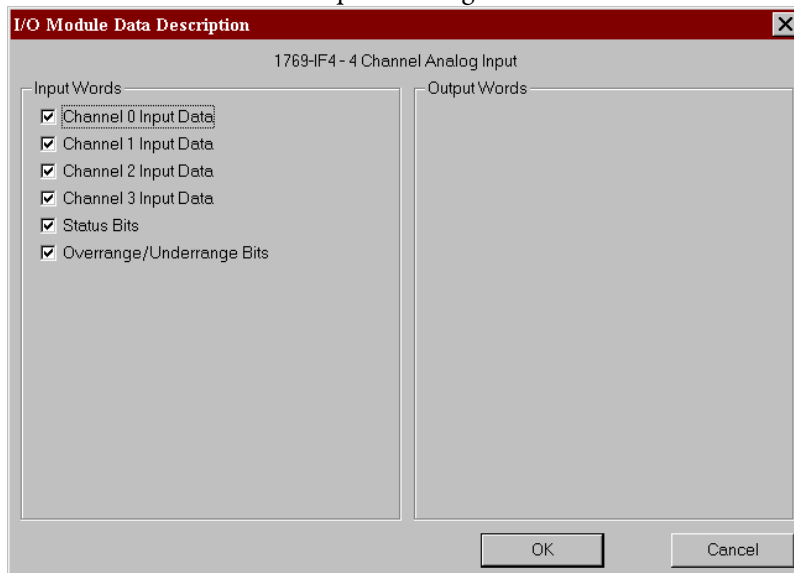 I/O Module Data Description
1769-IF4 - 4 Channel Analog Input
Input Words
Channel 0 Input Data
Channel 1 Input Data
Channel 2 Input Data
Channel 3 Input Data
Status Bits
Overrange/Underrange Bits
Output Words
OK
Cancel